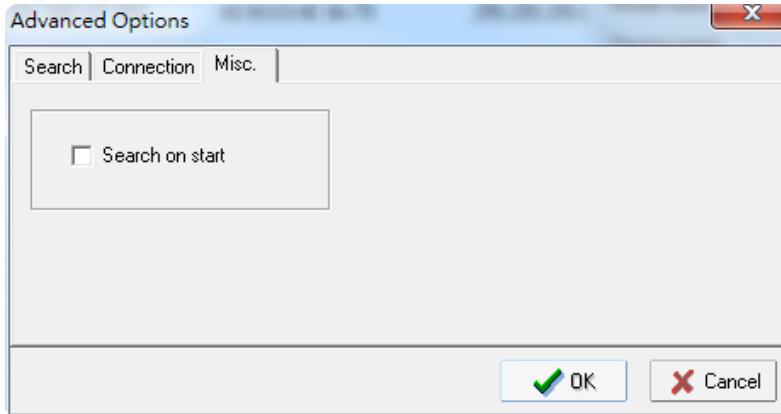 Advanced Options
Search Connection Misc.
Search on start
OK Cancel